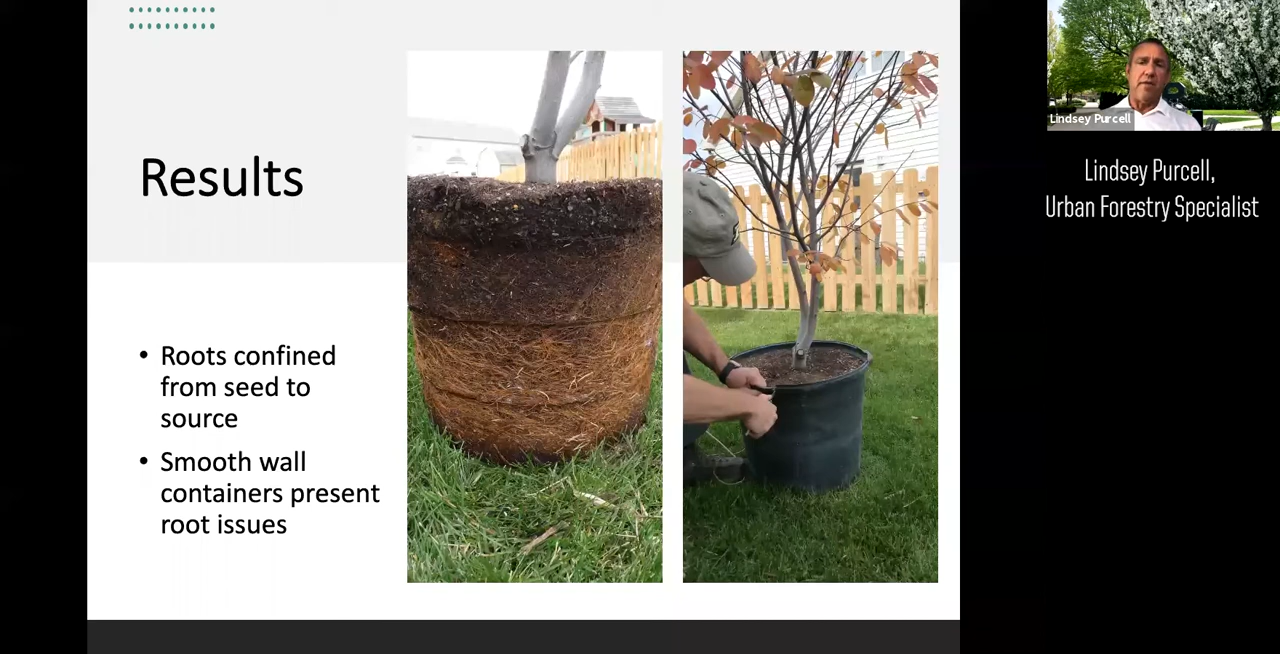 Results
• Roots confined
from seed to
source
• Smooth wall
containers present
root issues
Lindsey Purcell
Lindsey Purcell,
Urban Forestry Specialist